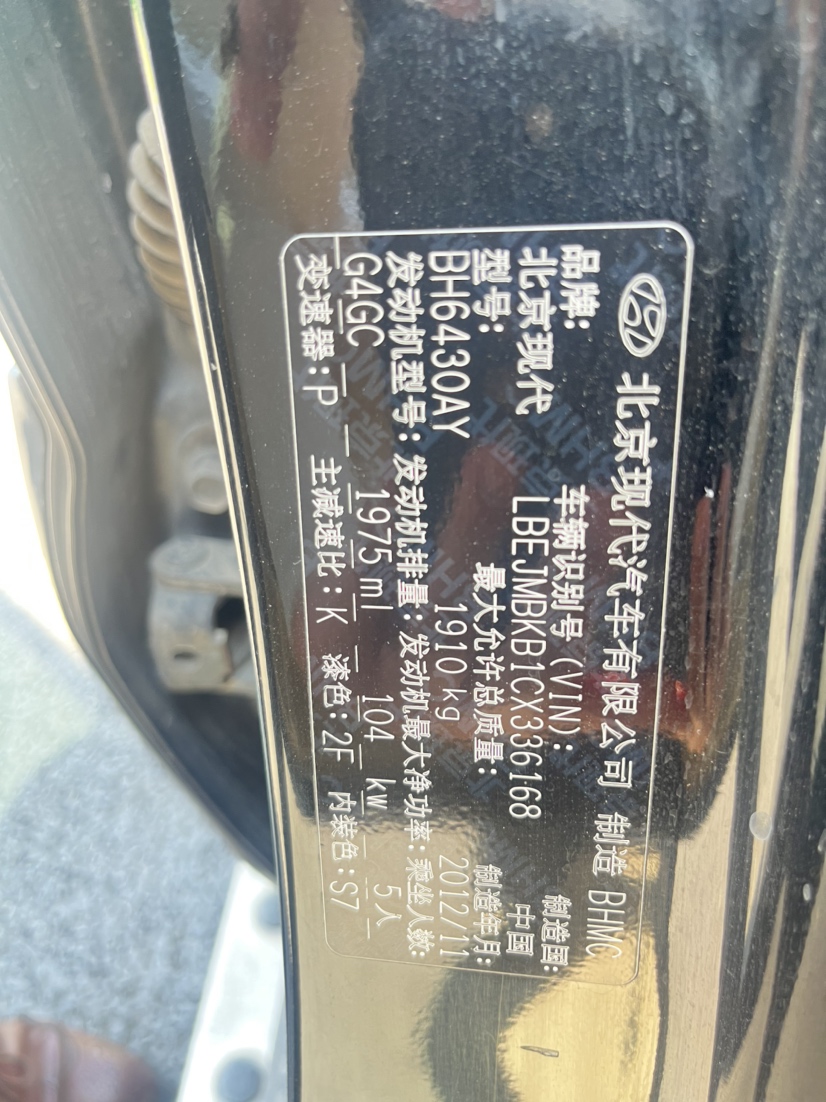 北京现代汽车有限公司 制造 BHMC
品牌: 车辆识别号(VIN): 制造国:
北京现代 LBEJMBKB1CX336168 中国
型号: 最大允许总质量: 制造年月:
BH6430AY 1910 kg 2012/11
发动机型号: 发动机排量: 发动机最大净功率: 乘坐人数:
G4GC 1975 ml 104 kw 5人
变速器: P 主减速比: K 漆色: 2F 内装色: S7